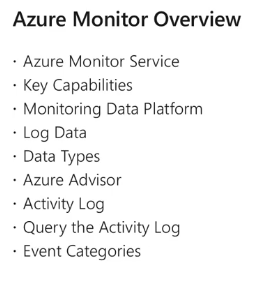 Azure Monitor Overview
· Azure Monitor Service
· Key Capabilities
· Monitoring Data Platform
· Log Data
· Data Types
· Azure Advisor
· Activity Log
· Query the Activity Log
· Event Categories